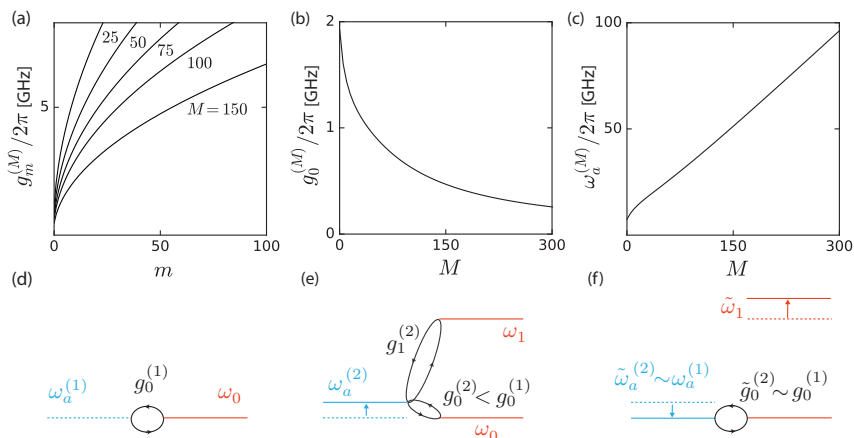 (a)
g_m^(M)/2π [GHz]
5
25
50
75
100
M=150
0
50
100
m
(b)
g_0^(M)/2π [GHz]
2
1
0
0
150
300
M
(c)
ω_a^(M)/2π [GHz]
100
50
0
150
300
M
(d)
ω_a^(1)
g_0^(1)
ω_0
(e)
ω_a^(2)
g_1^(2)
ω_1
g_0^(2)<g_0^(1)
ω_0
(f)
ω̃_1
ω̃_a^(2)~ω_a^(1)
g̃_0^(2)~g_0^(1)